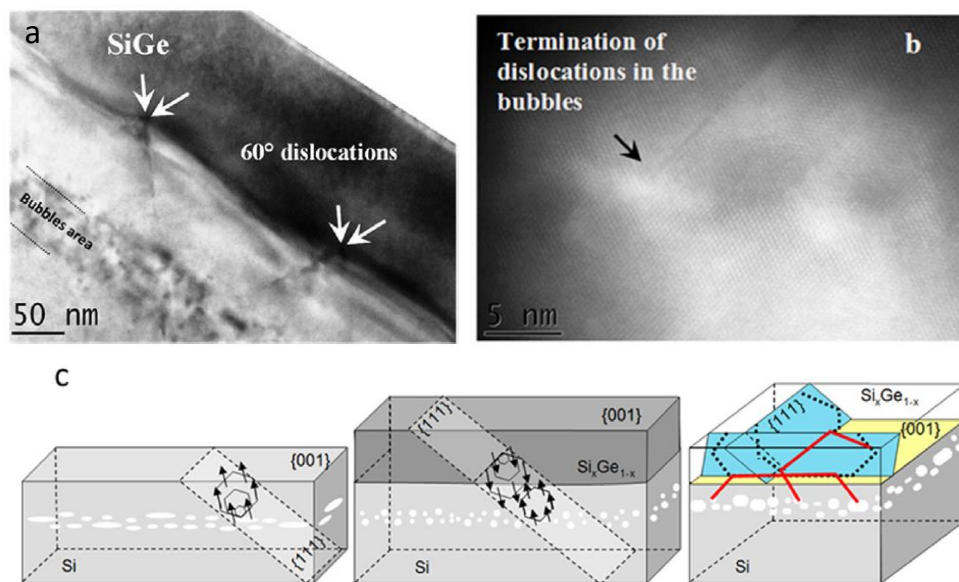 a
SiGe
60° dislocations
Bubbles area
50 nm
b
Termination of
dislocations in the
bubbles
5 nm
c
{001}
{111}
Si
{111}
{001}
SiₓGe₁₋ₓ
Si
SiₓGe₁₋ₓ
{111}
{001}
Si